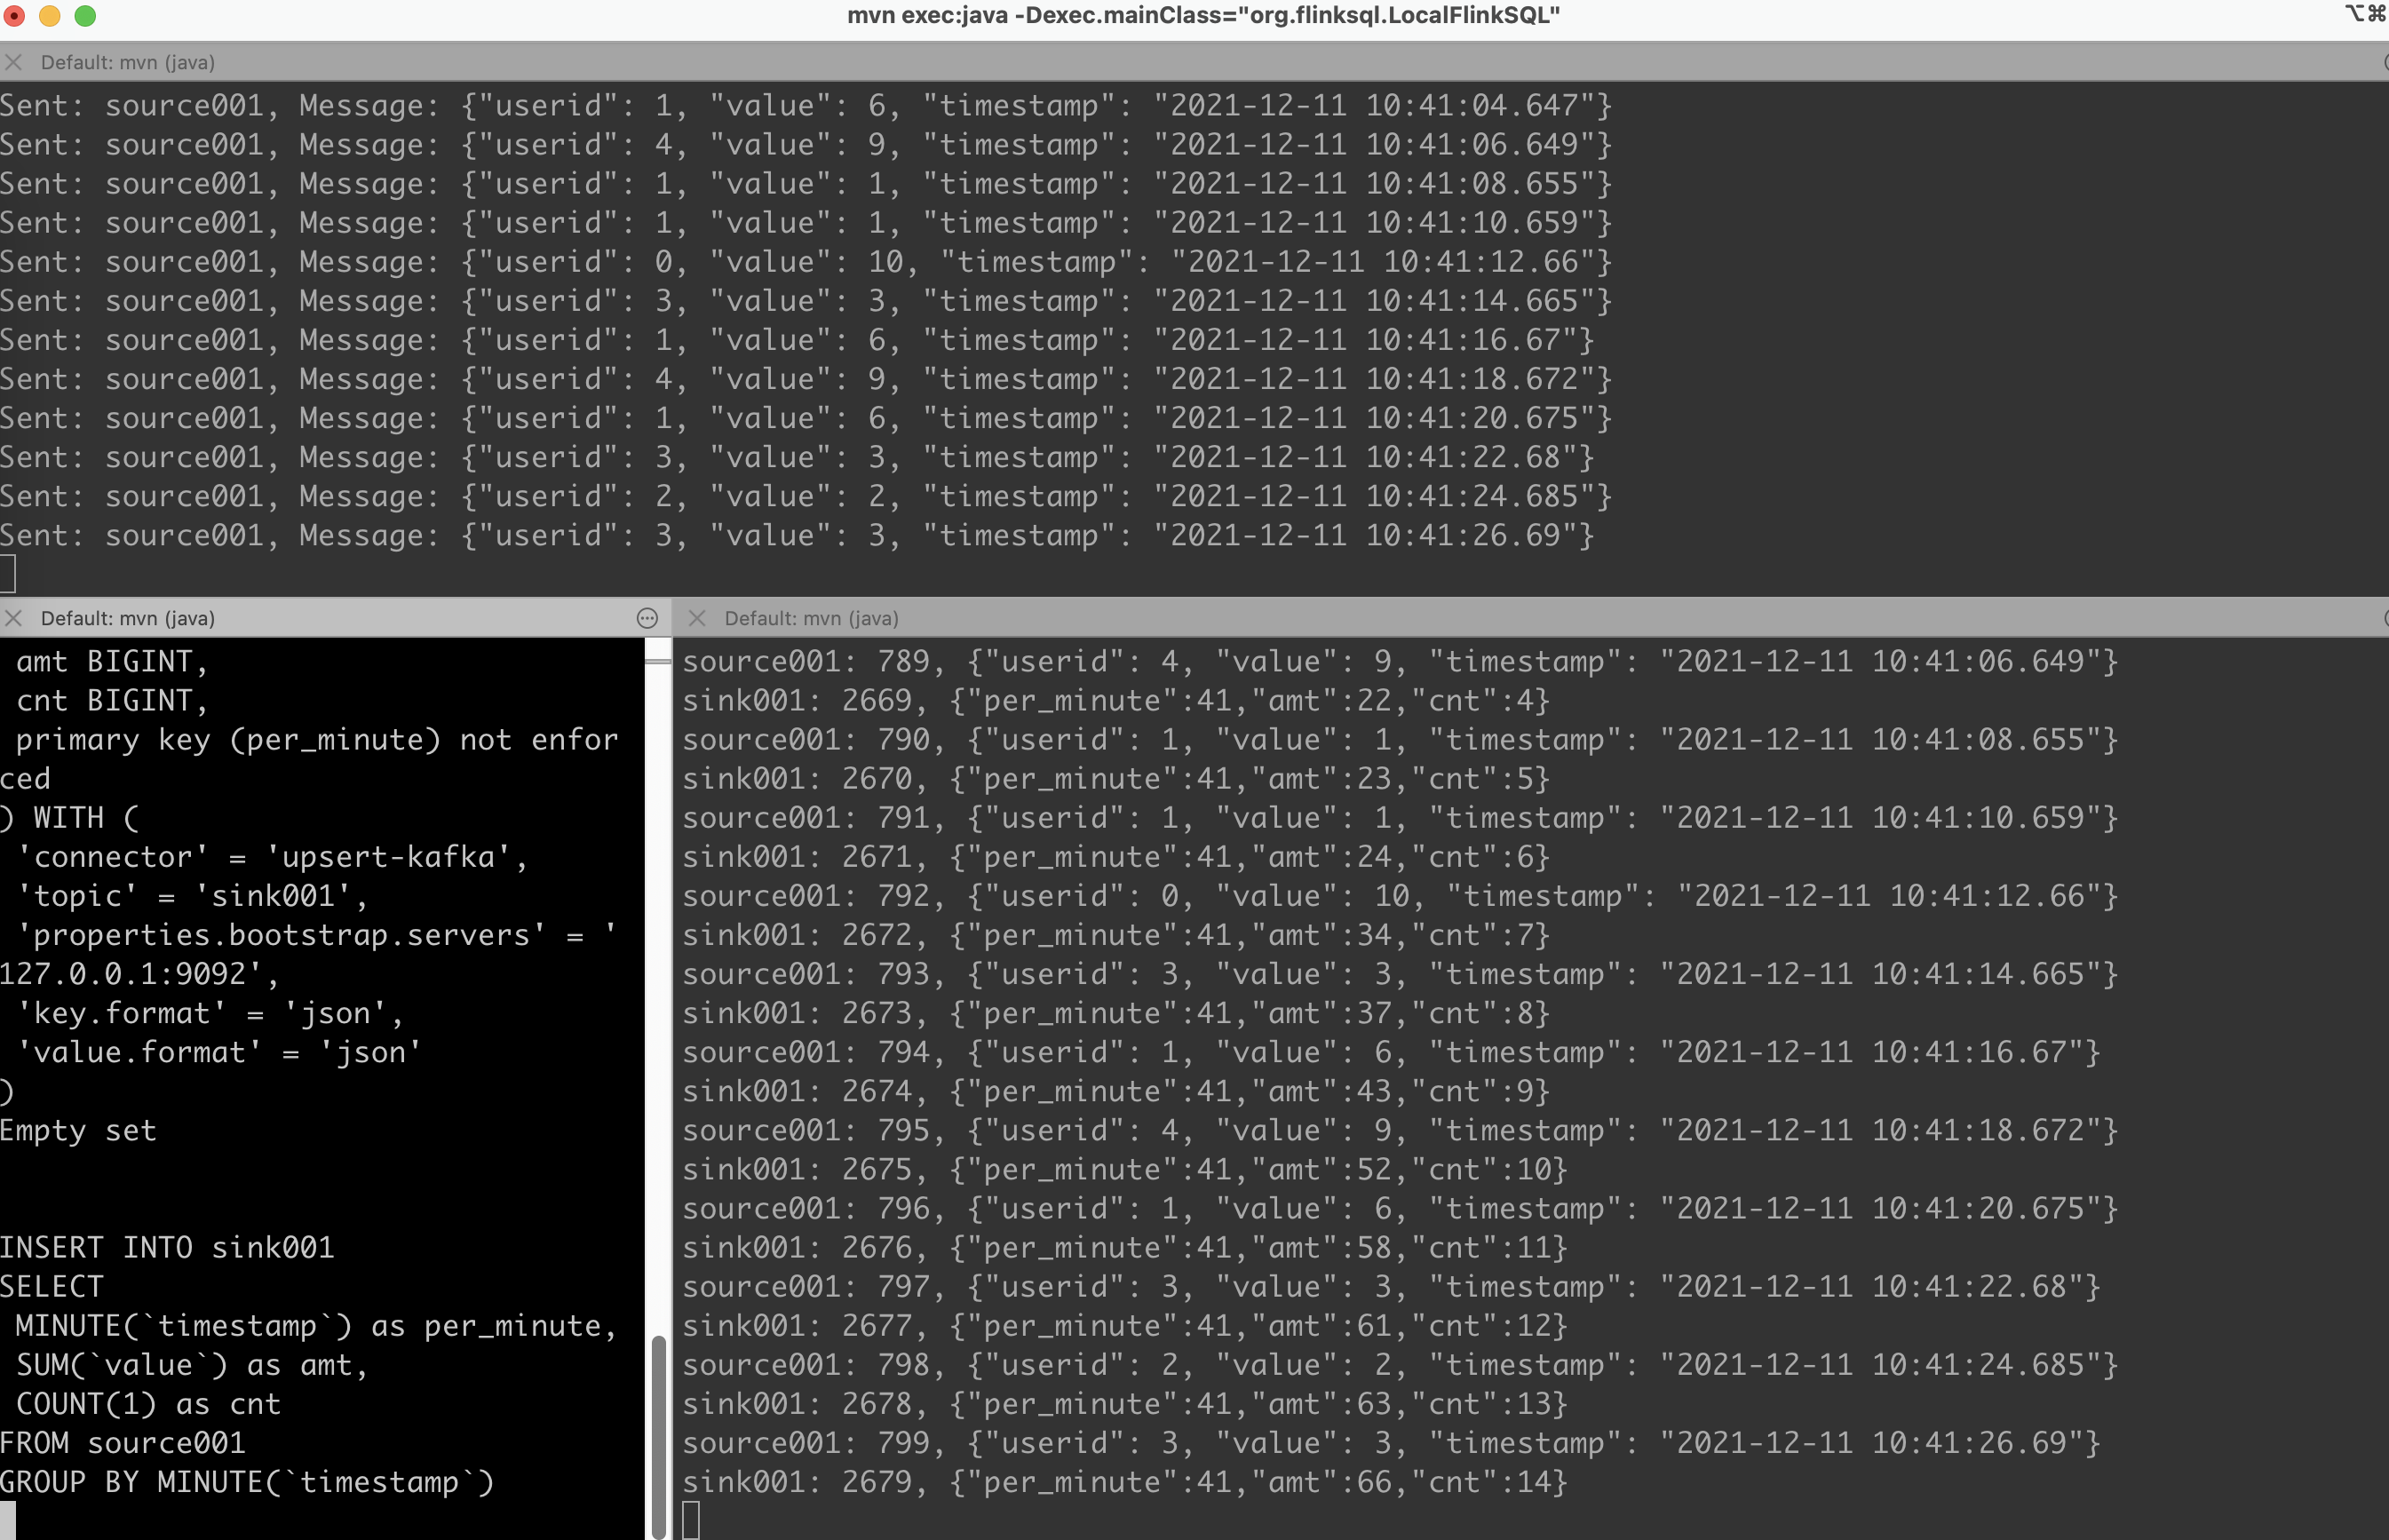 mvn exec:java -Dexec.mainClass="org.flinksql.LocalFlinkSQL"
⌥⌘
Default: mvn (java)
Sent: source001, Message: {"userid": 1, "value": 6, "timestamp": "2021-12-11 10:41:04.647"}
Sent: source001, Message: {"userid": 4, "value": 9, "timestamp": "2021-12-11 10:41:06.649"}
Sent: source001, Message: {"userid": 1, "value": 1, "timestamp": "2021-12-11 10:41:08.655"}
Sent: source001, Message: {"userid": 1, "value": 1, "timestamp": "2021-12-11 10:41:10.659"}
Sent: source001, Message: {"userid": 0, "value": 10, "timestamp": "2021-12-11 10:41:12.66"}
Sent: source001, Message: {"userid": 3, "value": 3, "timestamp": "2021-12-11 10:41:14.665"}
Sent: source001, Message: {"userid": 1, "value": 6, "timestamp": "2021-12-11 10:41:16.67"}
Sent: source001, Message: {"userid": 4, "value": 9, "timestamp": "2021-12-11 10:41:18.672"}
Sent: source001, Message: {"userid": 1, "value": 6, "timestamp": "2021-12-11 10:41:20.675"}
Sent: source001, Message: {"userid": 3, "value": 3, "timestamp": "2021-12-11 10:41:22.68"}
Sent: source001, Message: {"userid": 2, "value": 2, "timestamp": "2021-12-11 10:41:24.685"}
Sent: source001, Message: {"userid": 3, "value": 3, "timestamp": "2021-12-11 10:41:26.69"}
Default: mvn (java)
amt BIGINT,
cnt BIGINT,
primary key (per_minute) not enfor
ced
) WITH (
'connector' = 'upsert-kafka',
'topic' = 'sink001',
'properties.bootstrap.servers' = '
127.0.0.1:9092',
'key.format' = 'json',
'value.format' = 'json'
)
Empty set
INSERT INTO sink001
SELECT
MINUTE(`timestamp`) as per_minute,
SUM(`value`) as amt,
COUNT(1) as cnt
FROM source001
GROUP BY MINUTE(`timestamp`)
Default: mvn (java)
source001: 789, {"userid": 4, "value": 9, "timestamp": "2021-12-11 10:41:06.649"}
sink001: 2669, {"per_minute":41,"amt":22,"cnt":4}
source001: 790, {"userid": 1, "value": 1, "timestamp": "2021-12-11 10:41:08.655"}
sink001: 2670, {"per_minute":41,"amt":23,"cnt":5}
source001: 791, {"userid": 1, "value": 1, "timestamp": "2021-12-11 10:41:10.659"}
sink001: 2671, {"per_minute":41,"amt":24,"cnt":6}
source001: 792, {"userid": 0, "value": 10, "timestamp": "2021-12-11 10:41:12.66"}
sink001: 2672, {"per_minute":41,"amt":34,"cnt":7}
source001: 793, {"userid": 3, "value": 3, "timestamp": "2021-12-11 10:41:14.665"}
sink001: 2673, {"per_minute":41,"amt":37,"cnt":8}
source001: 794, {"userid": 1, "value": 6, "timestamp": "2021-12-11 10:41:16.67"}
sink001: 2674, {"per_minute":41,"amt":43,"cnt":9}
source001: 795, {"userid": 4, "value": 9, "timestamp": "2021-12-11 10:41:18.672"}
sink001: 2675, {"per_minute":41,"amt":52,"cnt":10}
source001: 796, {"userid": 1, "value": 6, "timestamp": "2021-12-11 10:41:20.675"}
sink001: 2676, {"per_minute":41,"amt":58,"cnt":11}
source001: 797, {"userid": 3, "value": 3, "timestamp": "2021-12-11 10:41:22.68"}
sink001: 2677, {"per_minute":41,"amt":61,"cnt":12}
source001: 798, {"userid": 2, "value": 2, "timestamp": "2021-12-11 10:41:24.685"}
sink001: 2678, {"per_minute":41,"amt":63,"cnt":13}
source001: 799, {"userid": 3, "value": 3, "timestamp": "2021-12-11 10:41:26.69"}
sink001: 2679, {"per_minute":41,"amt":66,"cnt":14}